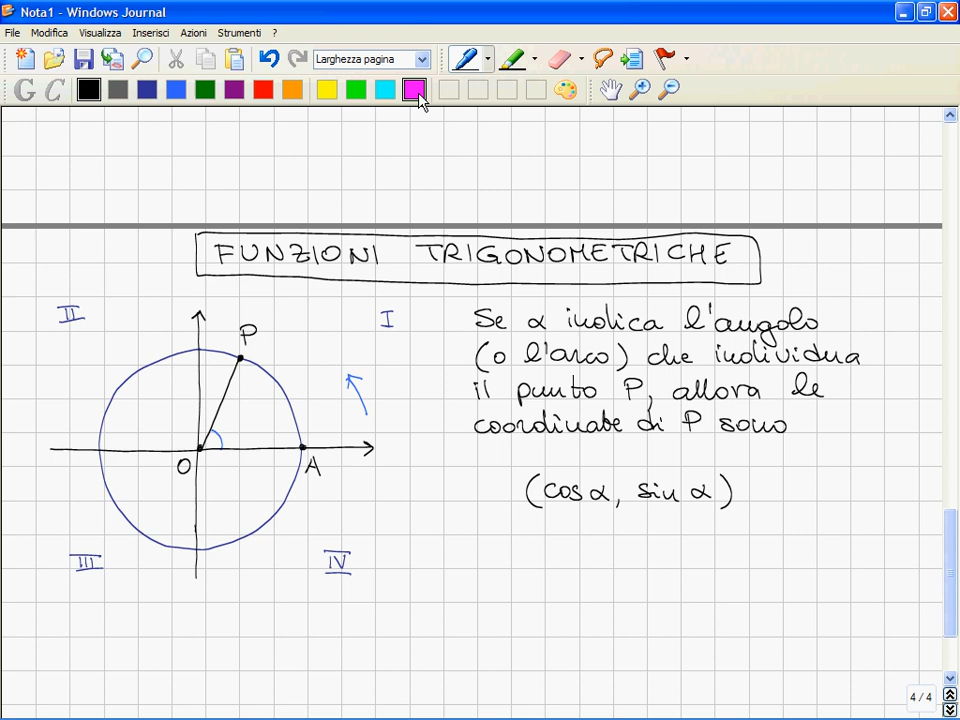 Nota1 - Windows Journal
File Modifica Visualizza Inserisci Azioni Strumenti ?
Larghezza pagina
G C
FUNZIONI TRIGONOMETRICHE
II
I
P
O
A
III
IV
Se α indica l'angolo
(o l'arco) che individua
il punto P, allora le
coordinate di P sono
(cos α, sin α)
4 / 4